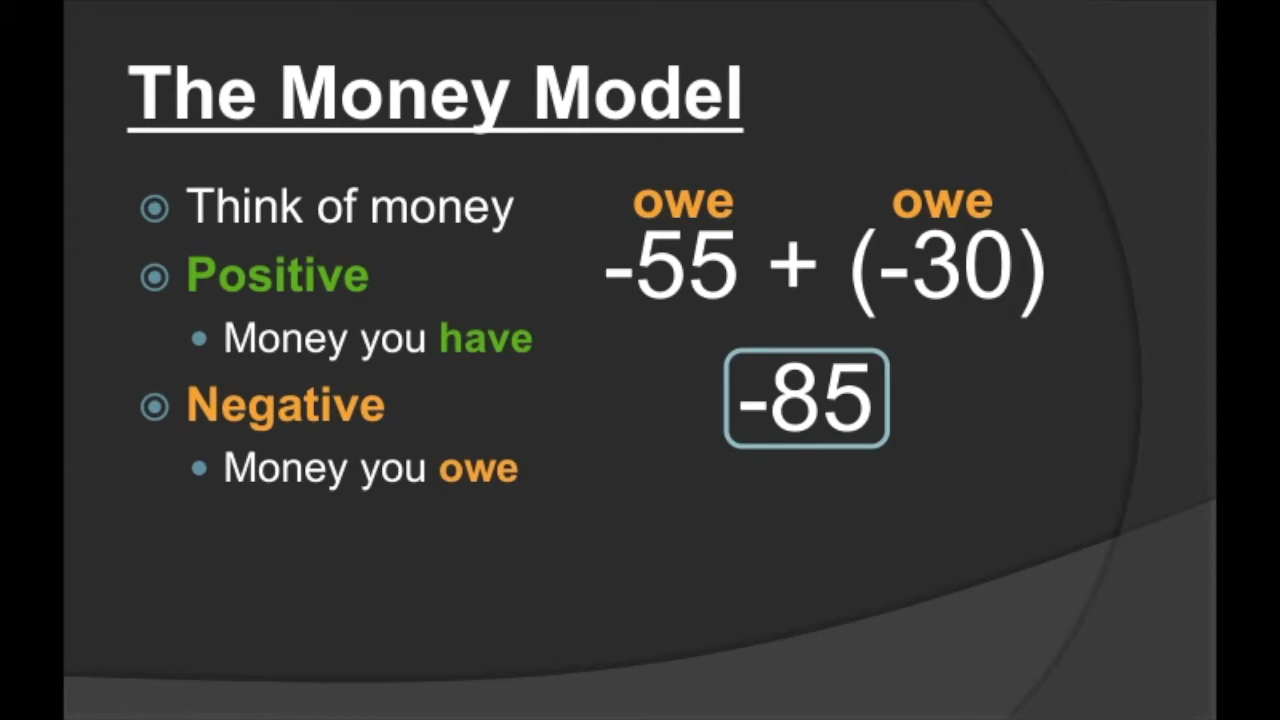 The Money Model
Think of money
Positive
Money you have
Negative
Money you owe
owe owe
-55 + (-30)
-85